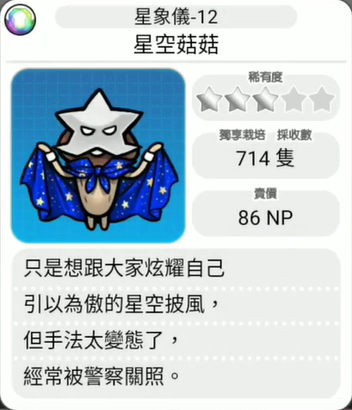 星象儀-12
星空菇菇
稀有度
獨享栽培 採收數
714 隻
賣價
86 NP
只是想跟大家炫耀自己
引以為傲的星空披風，
但手法太變態了，
經常被警察關照。